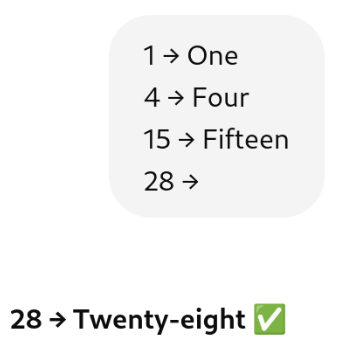 1 → One
4 → Four
15 → Fifteen
28 →
28 → Twenty-eight ✅